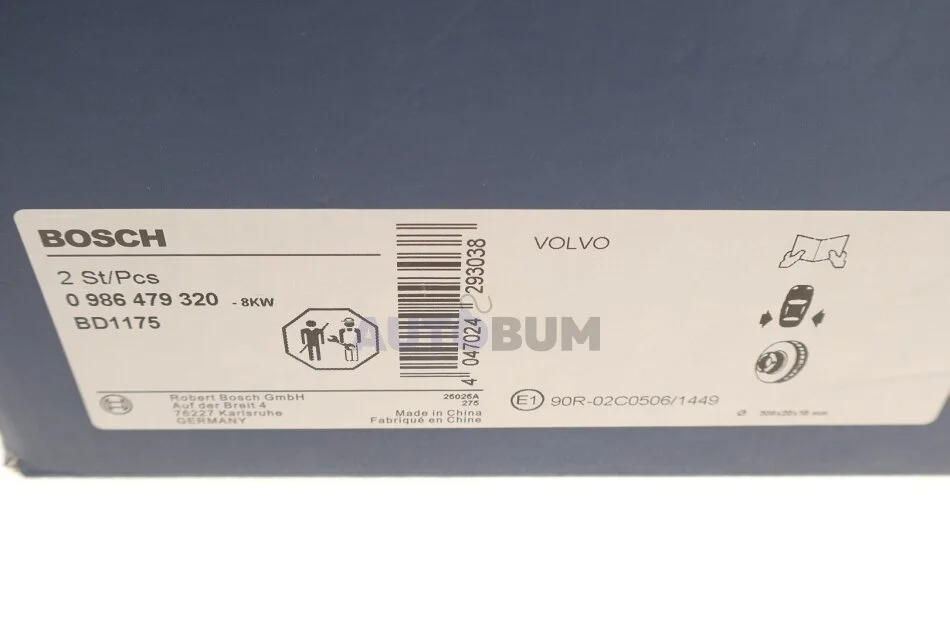 BOSCH
2 St/Pcs
0 986 479 320 - 8KW
BD1175
4 047024 293038
VOLVO
AUTOBUM
Robert Bosch GmbH
Auf der Breit 4
76227 Karlsruhe
GERMANY
25025A
275
Made in China
Fabriqué en Chine
E1 90R-02C0506/1449
Ø